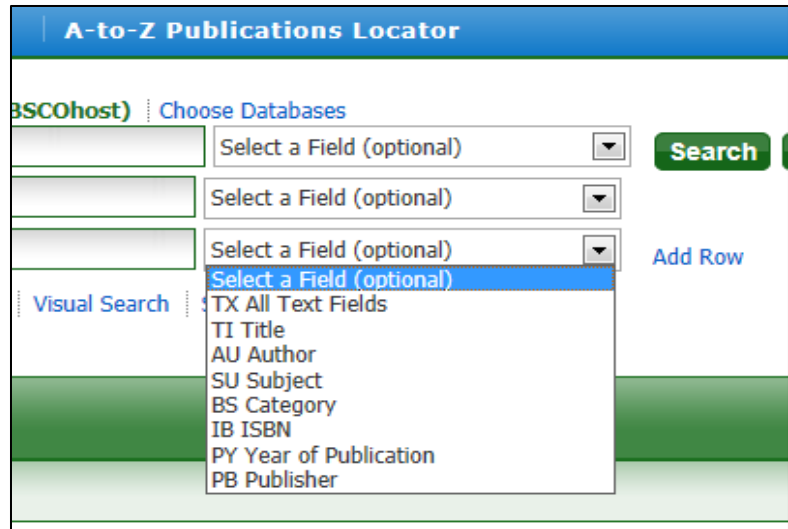 A-to-Z Publications Locator
BSCOhost) Choose Databases
Select a Field (optional) Search
Select a Field (optional)
Select a Field (optional) Add Row
Select a Field (optional)
TX All Text Fields
Visual Search
TI Title
AU Author
SU Subject
BS Category
IB ISBN
PY Year of Publication
PB Publisher